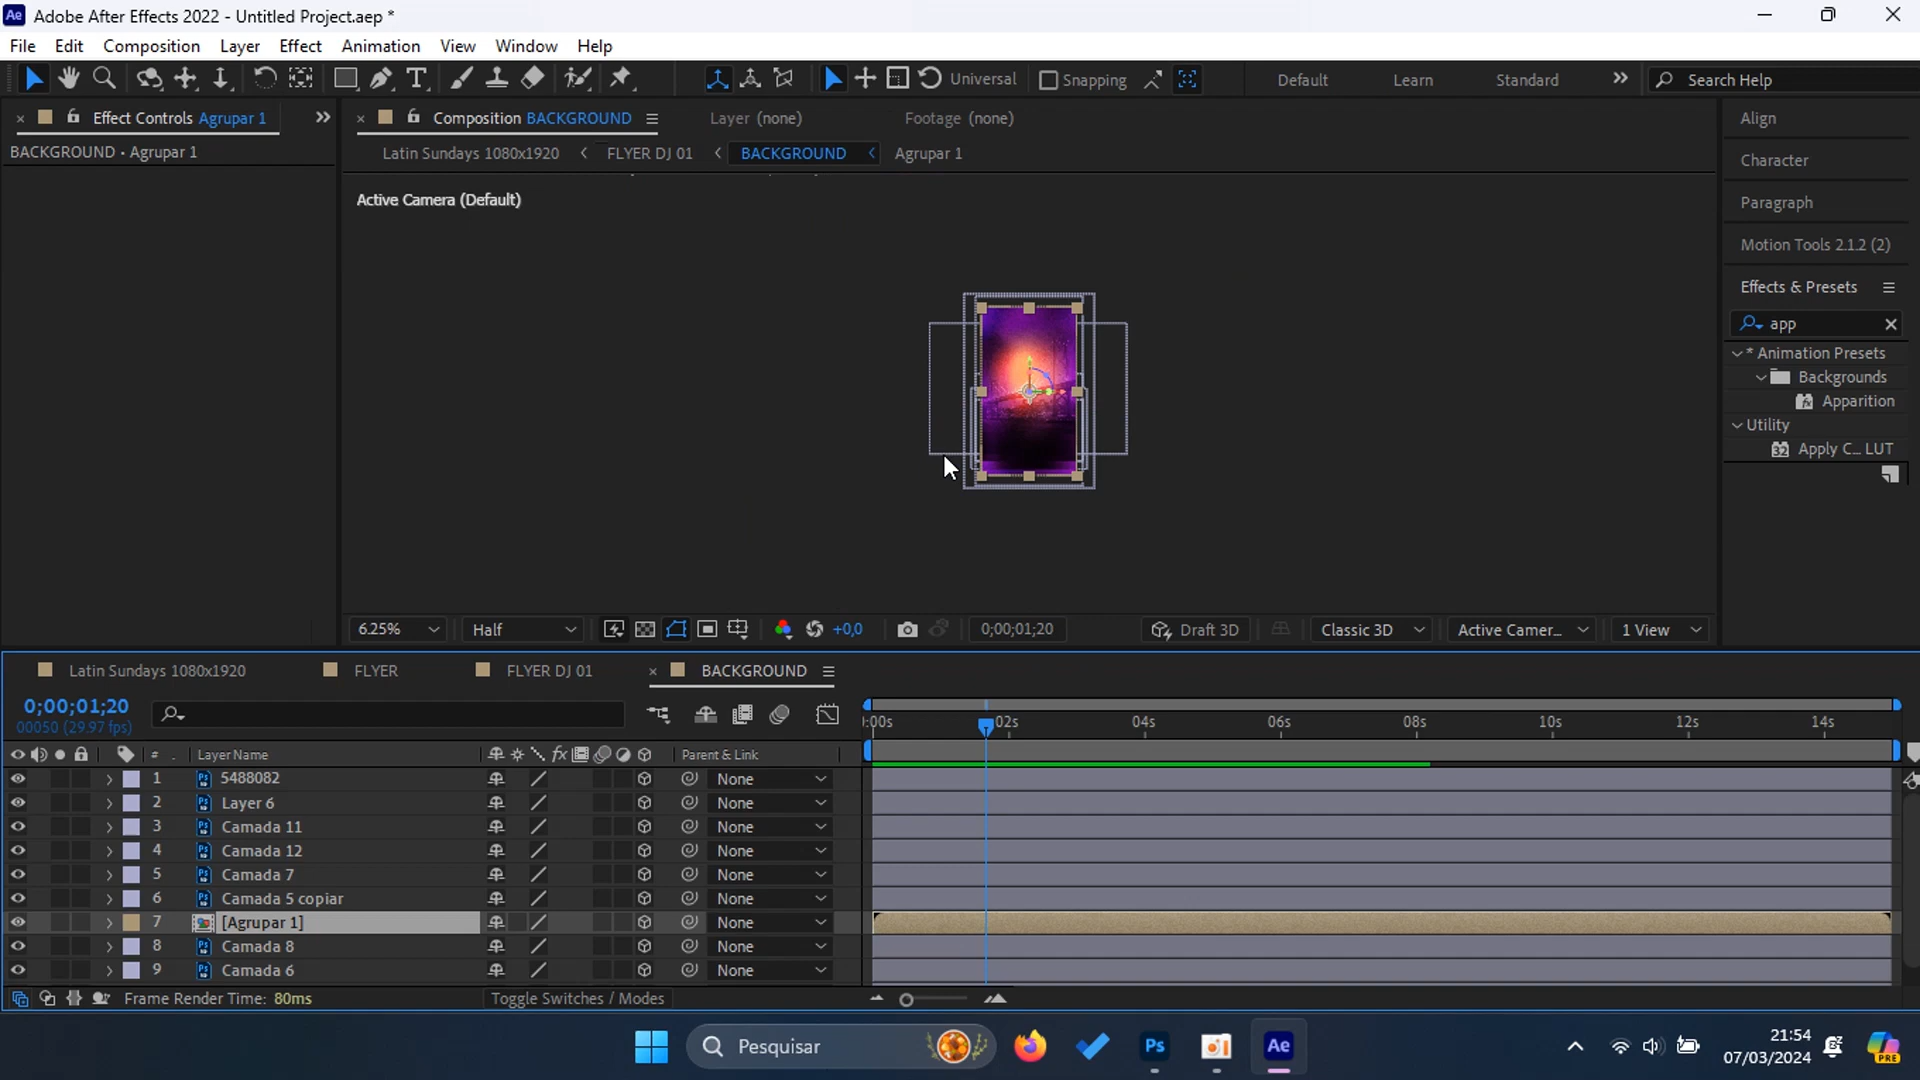 Adobe After Effects 2022 - Untitled Project.aep *
File Edit Composition Layer Effect Animation View Window Help
Universal Snapping Default Learn Standard Search Help
Effect Controls Agrupar 1
BACKGROUND • Agrupar 1
Composition BACKGROUND Layer (none) Footage (none)
Latin Sundays 1080x1920 FLYER DJ 01 BACKGROUND Agrupar 1
Active Camera (Default)
Align
Character
Paragraph
Motion Tools 2.1.2 (2)
Effects & Presets
app
* Animation Presets
Backgrounds
Apparition
Utility
Apply C... LUT
6.25% Half +0,0 0;00;01;20 Draft 3D Classic 3D Active Camer... 1 View
Latin Sundays 1080x1920 FLYER FLYER DJ 01 BACKGROUND
0;00;01;20
00050 (29.97 fps)
:00s 02s 04s 06s 08s 10s 12s 14s
# . Layer Name fx Parent & Link
1 5488082 None
2 Layer 6 None
3 Camada 11 None
4 Camada 12 None
5 Camada 7 None
6 Camada 5 copiar None
7 [Agrupar 1] None
8 Camada 8 None
9 Camada 6 None
Frame Render Time: 80ms Toggle Switches / Modes
Pesquisar Ps Ae
21:54
07/03/2024
PRE